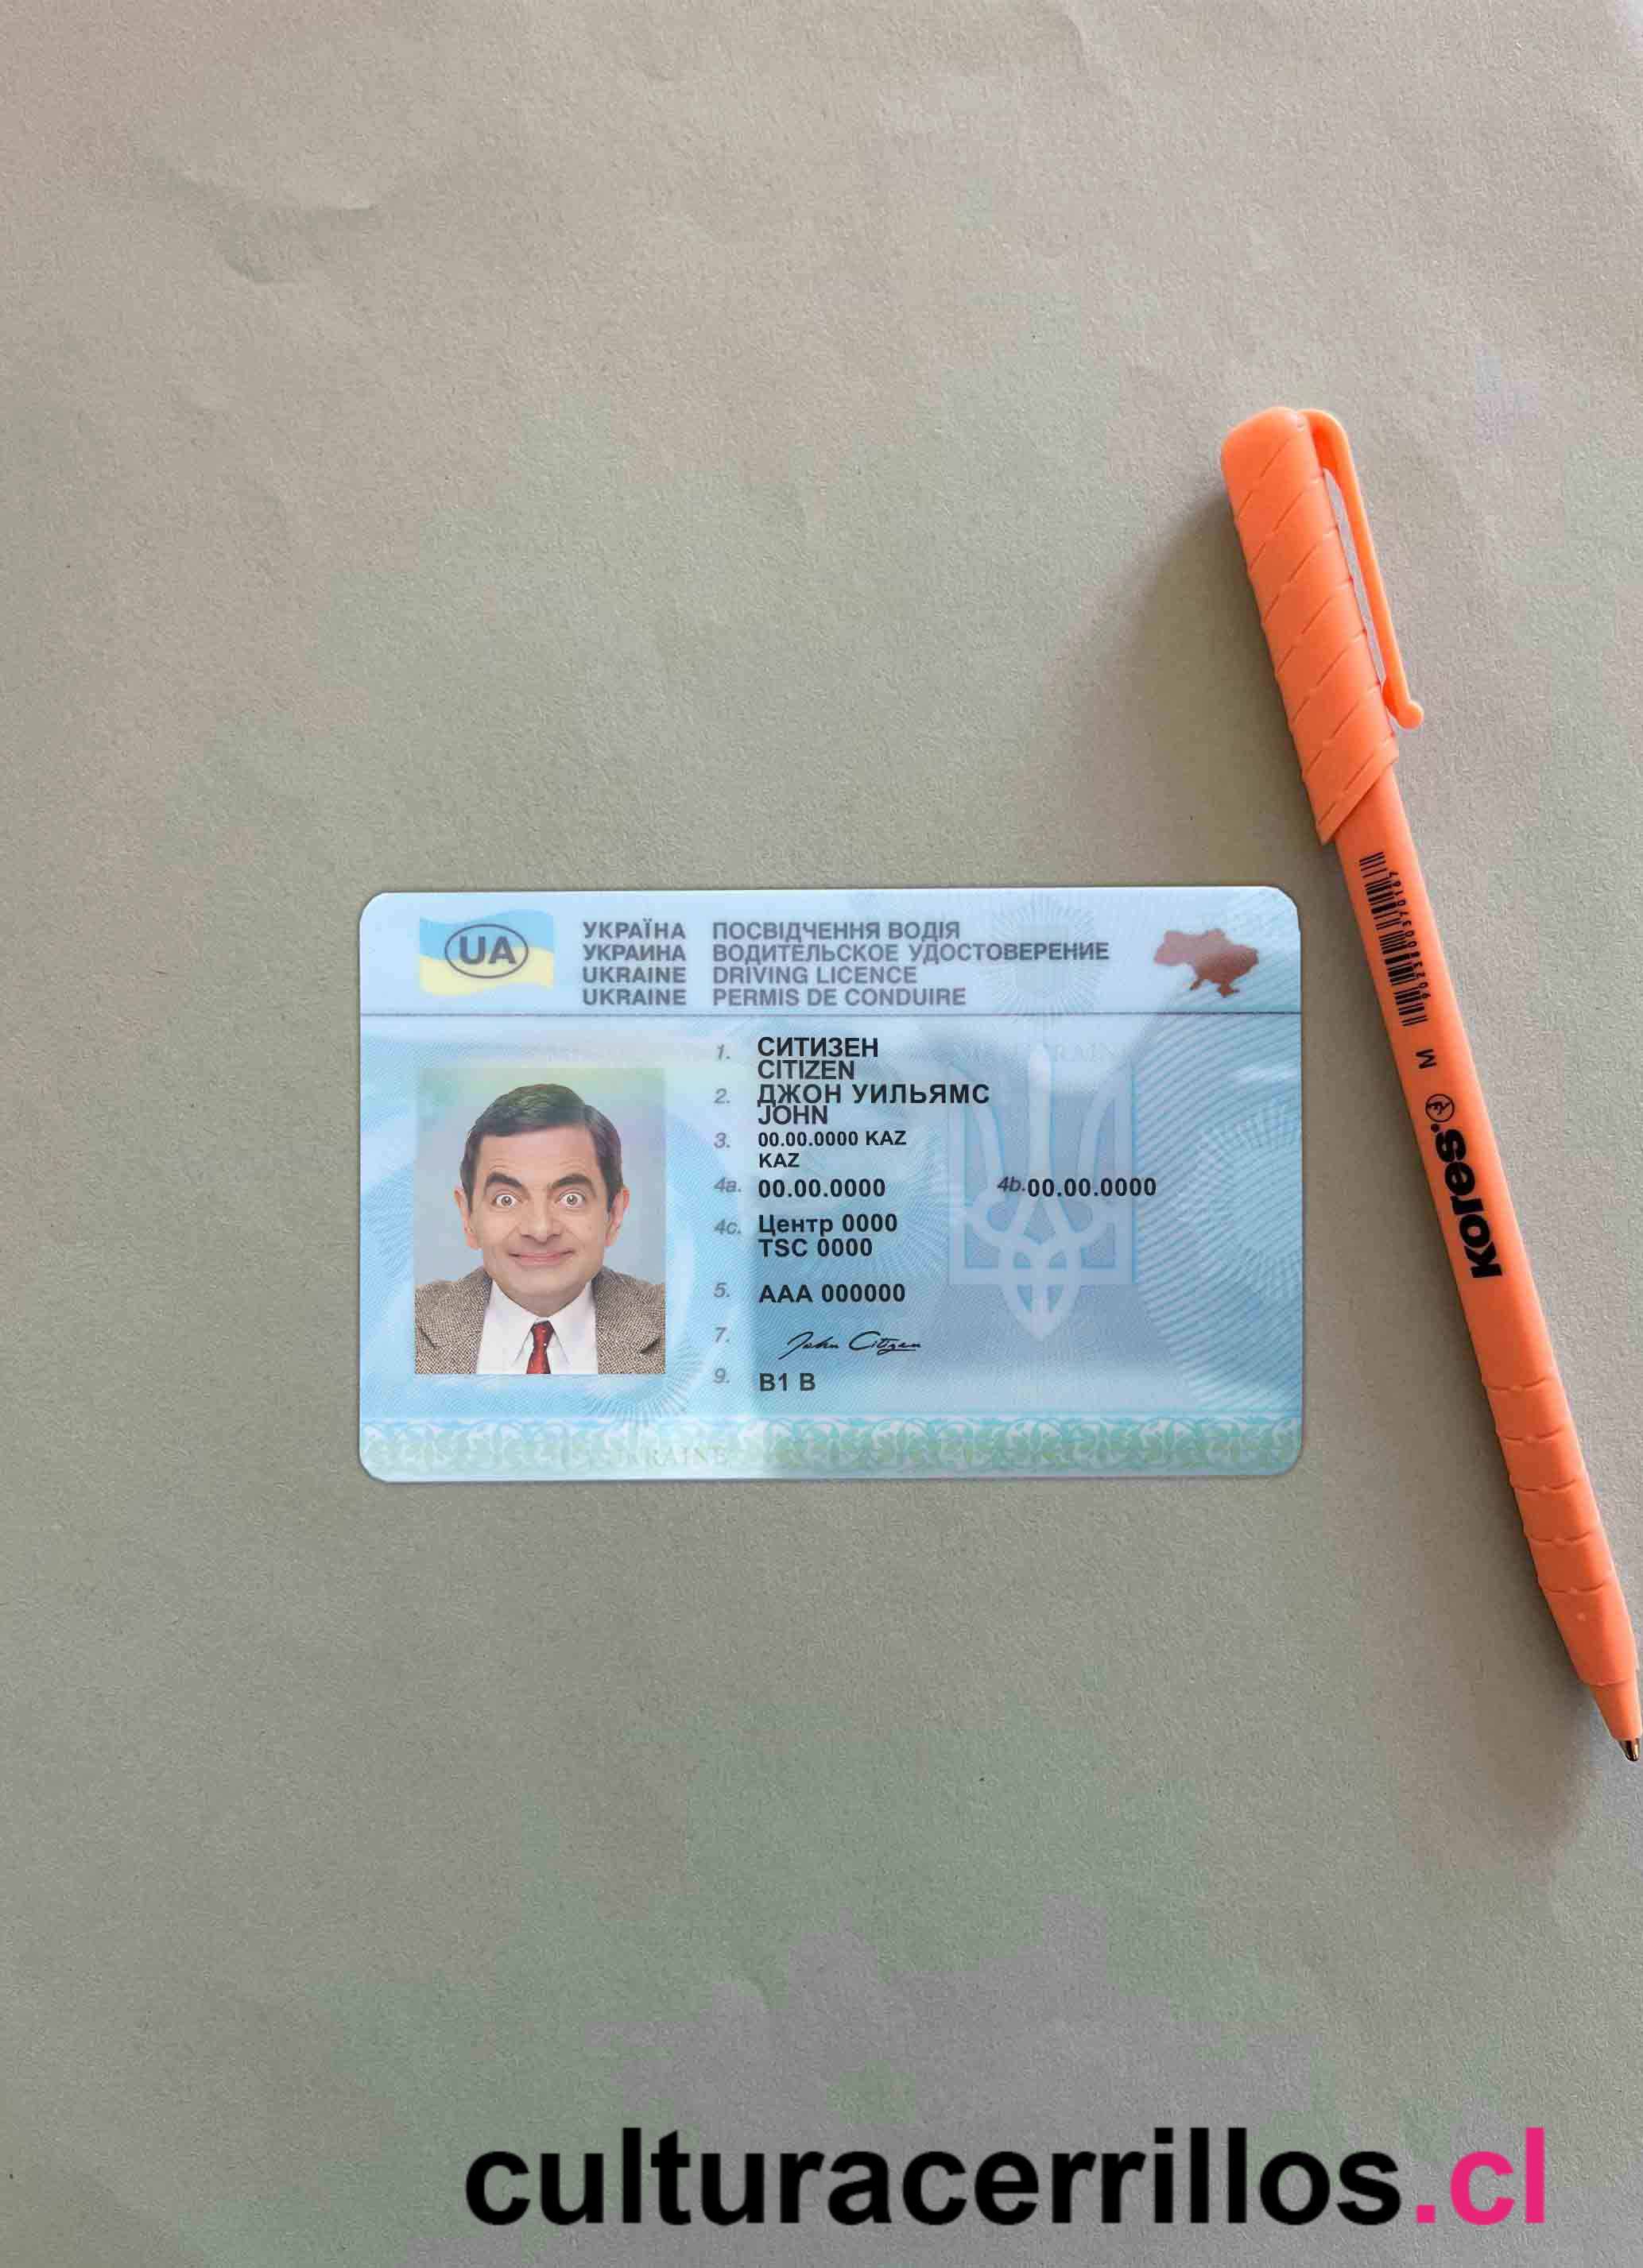 UA
УКРАЇНА ПОСВІДЧЕННЯ ВОДІЯ
УКРАИНА ВОДИТЕЛЬСКОЕ УДОСТОВЕРЕНИЕ
UKRAINE DRIVING LICENCE
UKRAINE PERMIS DE CONDUIRE
1. СИТИЗЕН
CITIZEN
2. ДЖОН УИЛЬЯМС
JOHN
3. 00.00.0000 KAZ
KAZ
4a. 00.00.0000 4b. 00.00.0000
4c. Центр 0000
TSC 0000
5. AAA 000000
7. John Citizen
9. B1 B
UKRAINE
M
Kores
culturacerrillos.cl